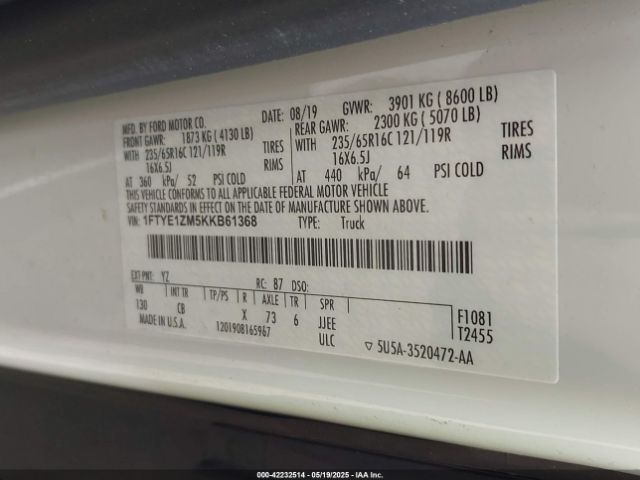 MFD. BY FORD MOTOR CO. DATE: 08/19 GVWR: 3901 KG ( 8600 LB)
FRONT GAWR: 1873 KG ( 4130 LB) REAR GAWR: 2300 KG ( 5070 LB)
WITH 235/65R16C 121/119R TIRES WITH 235/65R16C 121/119R TIRES
16X6.5J RIMS 16X6.5J RIMS
AT 360 kPa/ 52 PSI COLD AT 440 kPa/ 64 PSI COLD
THIS VEHICLE CONFORMS TO ALL APPLICABLE FEDERAL MOTOR VEHICLE
SAFETY STANDARDS IN EFFECT ON THE DATE OF MANUFACTURE SHOWN ABOVE.
VIN: 1FTYE1ZM5KKB61368 TYPE: Truck
EXT PNT: YZ RC: 87 DSO:
WB INT TR TP/PS R AXLE TR SPR
130 CB X 73 6 JJEE F1081
MADE IN U.S.A. 1201908165967 ULC T2455
▽ 5U5A-3520472-AA
00-42232514 - 05/19/2025 - IAA Inc.